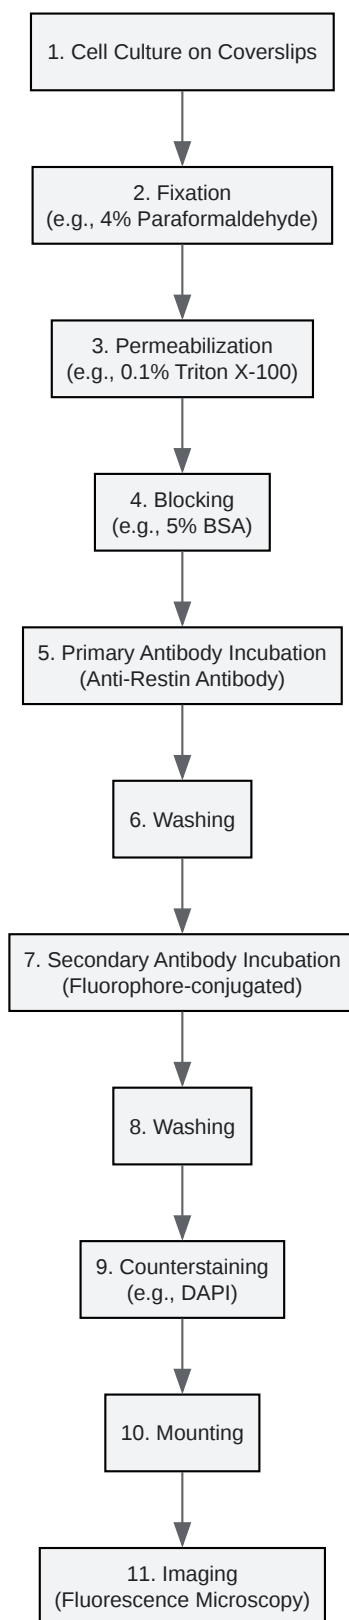 1. Cell Culture on Coverslips
2. Fixation
(e.g., 4% Paraformaldehyde)
3. Permeabilization
(e.g., 0.1% Triton X-100)
4. Blocking
(e.g., 5% BSA)
5. Primary Antibody Incubation
(Anti-Restin Antibody)
6. Washing
7. Secondary Antibody Incubation
(Fluorophore-conjugated)
8. Washing
9. Counterstaining
(e.g., DAPI)
10. Mounting
11. Imaging
(Fluorescence Microscopy)